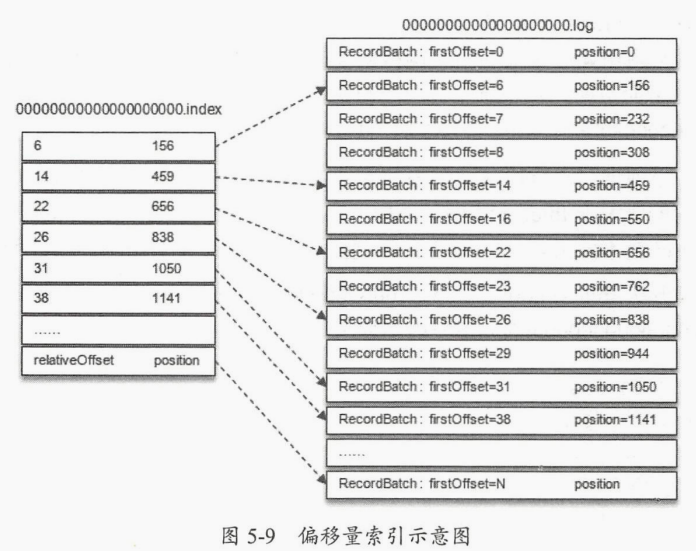 00000000000000000000.log
RecordBatch: firstOffset=0 position=0
RecordBatch: firstOffset=6 position=156
RecordBatch: firstOffset=7 position=232
RecordBatch: firstOffset=8 position=308
RecordBatch: firstOffset=14 position=459
RecordBatch: firstOffset=16 position=550
RecordBatch: firstOffset=22 position=656
RecordBatch: firstOffset=23 position=762
RecordBatch: firstOffset=26 position=838
RecordBatch: firstOffset=29 position=944
RecordBatch: firstOffset=31 position=1050
RecordBatch: firstOffset=38 position=1141
……
RecordBatch: firstOffset=N position
00000000000000000000.index
6 156
14 459
22 656
26 838
31 1050
38 1141
……
relativeOffset position
图 5-9 偏移量索引示意图